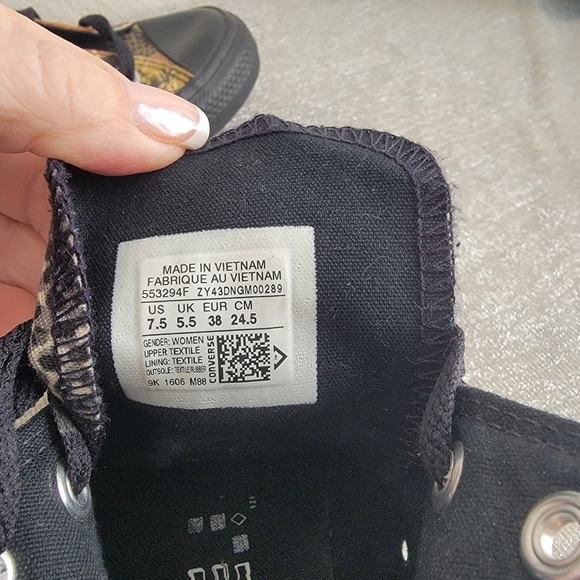 MADE IN VIETNAM
FABRIQUE AU VIETNAM
553294F ZY43DNGM00289
US UK EUR CM
7.5 5.5 38 24.5
GENDER: WOMEN
UPPER:TEXTILE
LINING: TEXTILE
OUTSOLE: TEXTILE/RUBBER
9K 1606 M88
CONVERSE
121